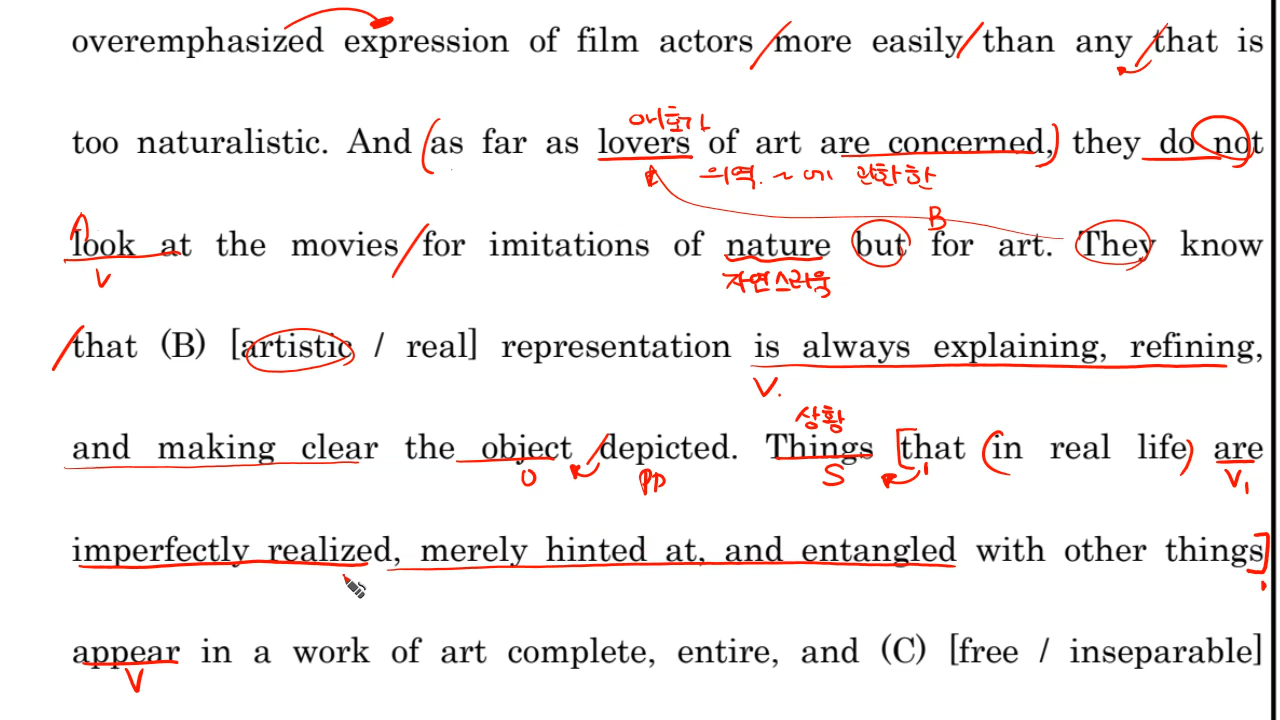 overemphasized expression of film actors more easily than any that is
애호가
too naturalistic. And as far as lovers of art are concerned, they do not
의역. ~에 관한한
B
look at the movies for imitations of nature but for art. They know
V
자연스러움
that (B) [artistic / real] representation is always explaining, refining,
V.
상황
and making clear the object depicted. Things that in real life are
O PP S V1
imperfectly realized, merely hinted at, and entangled with other things
appear in a work of art complete, entire, and (C) [free / inseparable]
V